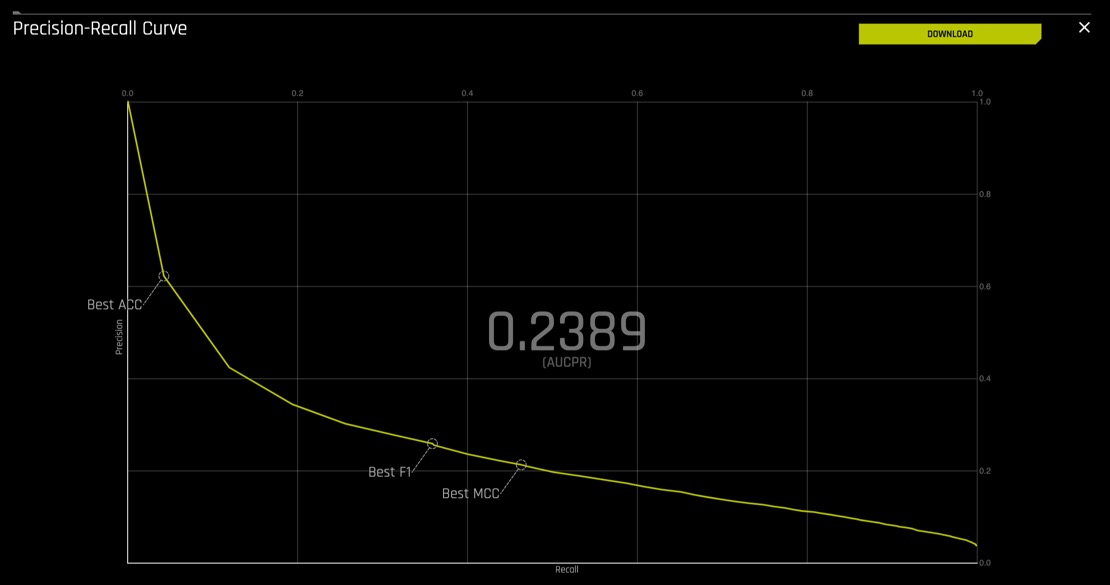 Precision-Recall Curve
DOWNLOAD
0.0 0.2 0.4 0.6 0.8 1.0
1.0
0.8
0.6
Best ACC
Precision
0.2389
(AUCPR)
0.4
Best F1
0.2
Best MCC
0.0
Recall